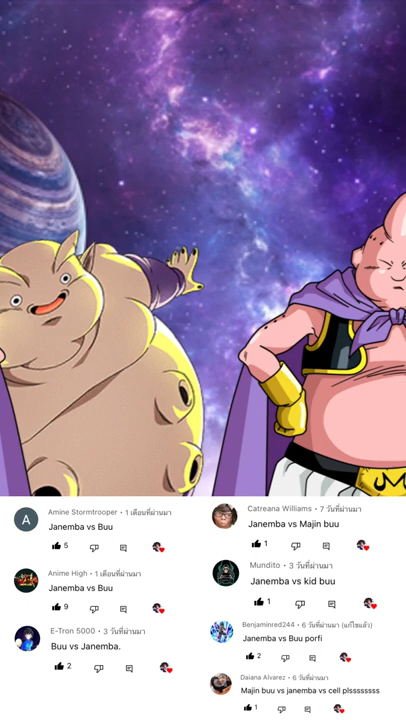 M
A
Amine Stormtrooper • 1 เดือนที่ผ่านมา
Janemba vs Buu
5
Anime High • 1 เดือนที่ผ่านมา
Janemba vs Buu
9
E-Tron 5000 • 3 วันที่ผ่านมา
Buu vs Janemba.
2
Catreana Williams • 7 วันที่ผ่านมา
Janemba vs Majin buu
1
Mundito • 3 วันที่ผ่านมา
Janemba vs kid buu
1
Benjaminred244 • 6 วันที่ผ่านมา (แก้ไขแล้ว)
Janemba vs Buu porfi
2
Daiana Alvarez • 6 วันที่ผ่านมา
Majin buu vs janemba vs cell plsssssss
1